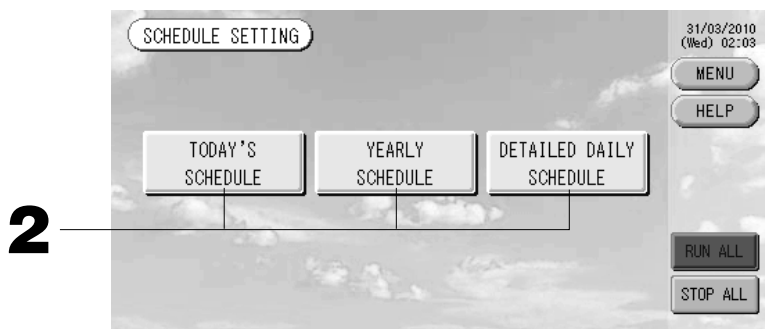 SCHEDULE SETTING
31/03/2010
(Wed) 02:03
MENU
HELP
TODAY'S
SCHEDULE
YEARLY
SCHEDULE
DETAILED DAILY
SCHEDULE
2
RUN ALL
STOP ALL